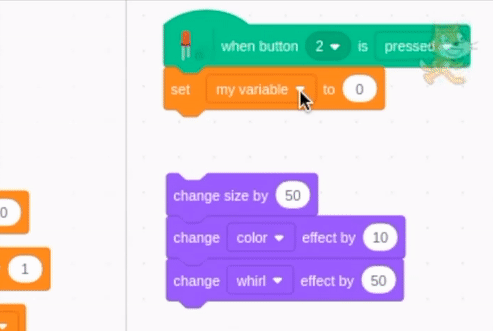 when button 2 is pressed
set my variable to 0
change size by 50
0
change color effect by 10
1
change whirl effect by 50